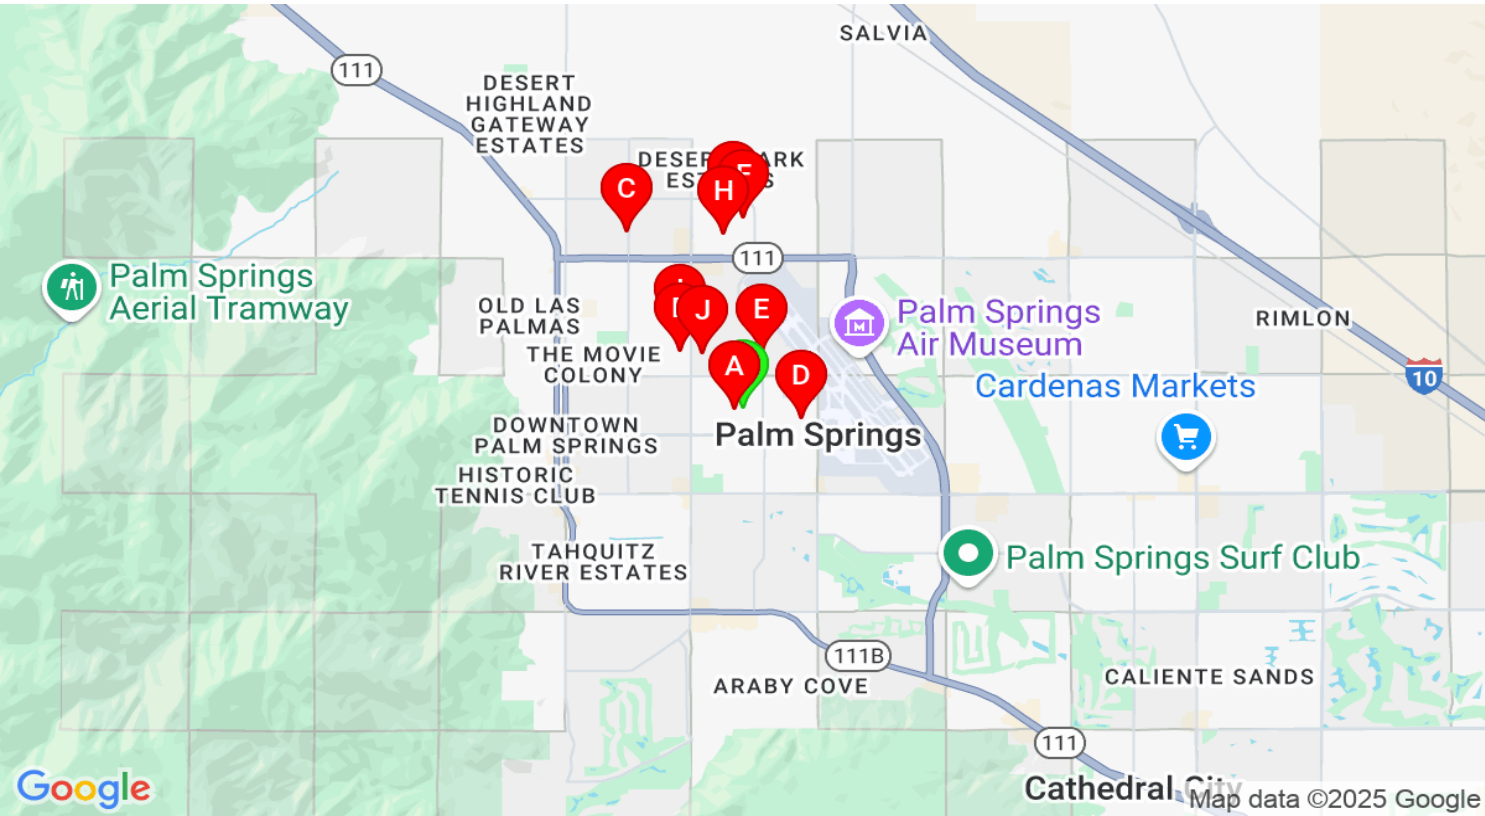 SALVIA
111
DESERT
HIGHLAND
GATEWAY
ESTATES
C
H
111
Palm Springs
Aerial Tramway
OLD LAS
PALMAS
J
E
Palm Springs
Air Museum
RIMLON
THE MOVIE
COLONY
A
D
Cardenas Markets
10
DOWNTOWN
PALM SPRINGS
Palm Springs
HISTORIC
TENNIS CLUB
TAHQUITZ
RIVER ESTATES
Palm Springs Surf Club
111B
ARABY COVE
CALIENTE SANDS
111
Cathedral City
Google
Map data ©2025 Google